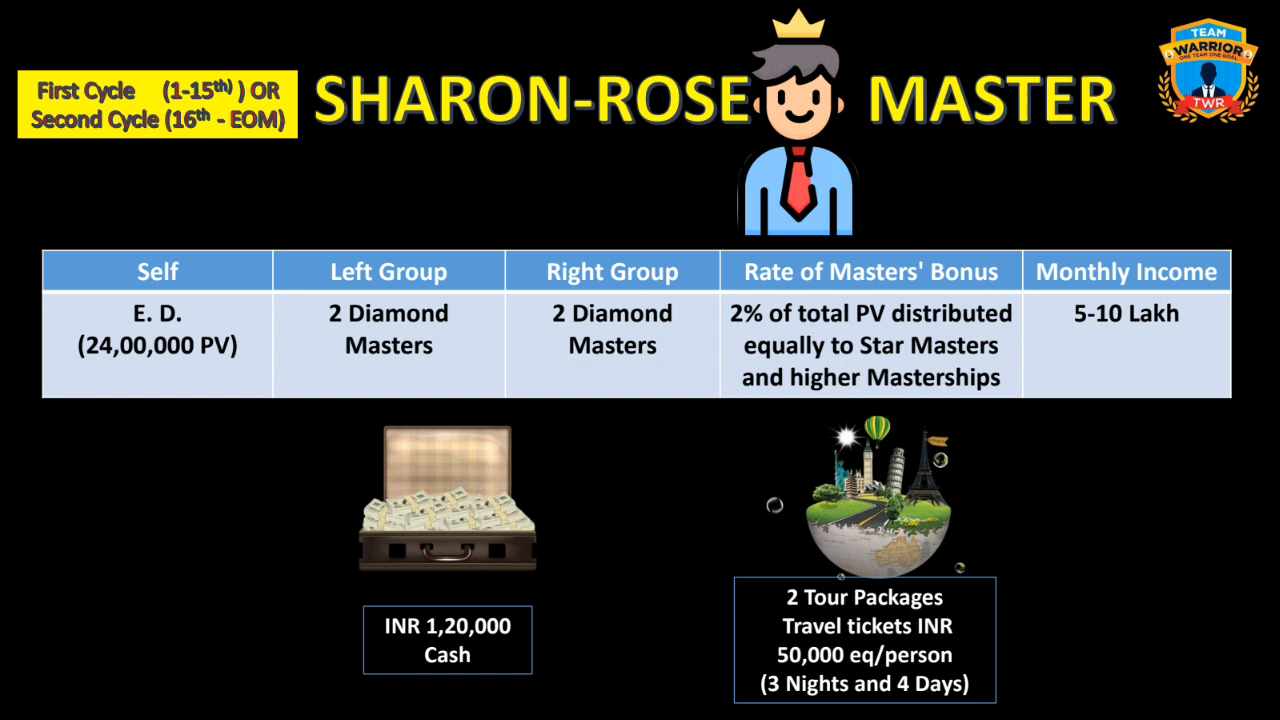 First Cycle (1-15th) ) OR
Second Cycle (16th - EOM)
SHARON-ROSE MASTER
TEAM
WARRIOR
ONE TEAM ONE GOAL
TWR
Self
Left Group
Right Group
Rate of Masters' Bonus
Monthly Income
E. D.
(24,00,000 PV)
2 Diamond
Masters
2 Diamond
Masters
2% of total PV distributed
equally to Star Masters
and higher Masterships
5-10 Lakh
INR 1,20,000
Cash
2 Tour Packages
Travel tickets INR
50,000 eq/person
(3 Nights and 4 Days)